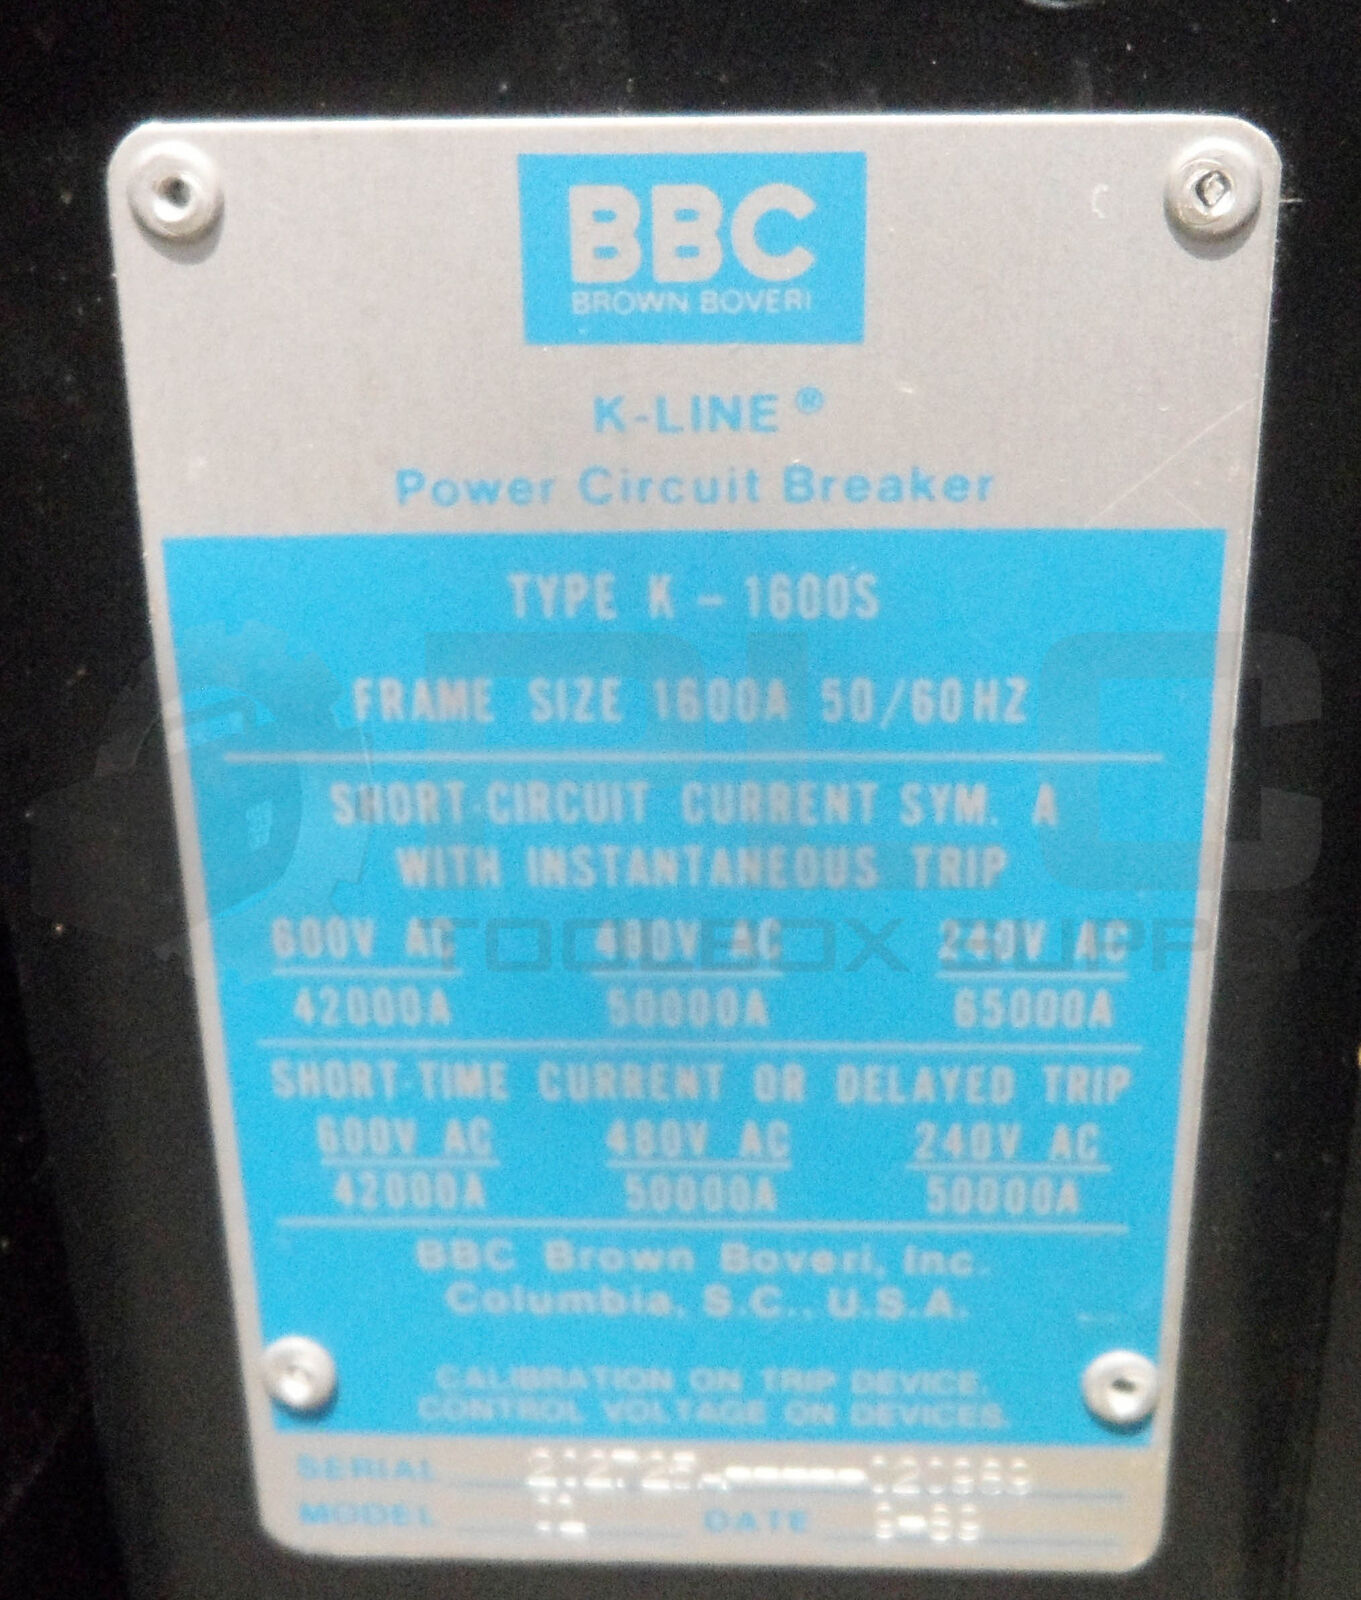 BBC
BROWN BOVERI
K-LINE®
Power Circuit Breaker
TYPE K - 1600S
FRAME SIZE 1600A 50/60HZ
SHORT-CIRCUIT CURRENT SYM. A
WITH INSTANTANEOUS TRIP
600V AC 480V AC 240V AC
42000A 50000A 65000A
SHORT-TIME CURRENT OR DELAYED TRIP
600V AC 480V AC 240V AC
42000A 50000A 50000A
BBC Brown Boveri, Inc.
Columbia, S.C., U.S.A.
CALIBRATION ON TRIP DEVICE.
CONTROL VOLTAGE ON DEVICES.
SERIAL
MODEL DATE
PLC
TOOLBOX SUPPLY